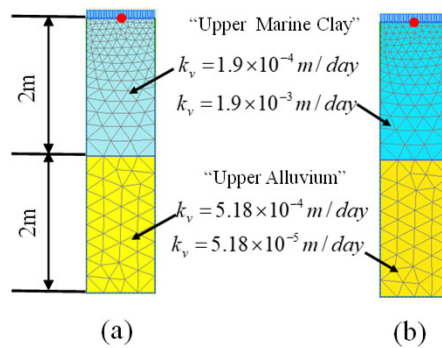 “Upper Marine Clay”
2m
k_v = 1.9×10⁻⁴ m/day
k_v = 1.9×10⁻³ m/day
“Upper Alluvium”
2m
k_v = 5.18×10⁻⁴ m/day
k_v = 5.18×10⁻⁵ m/day
(a)
(b)